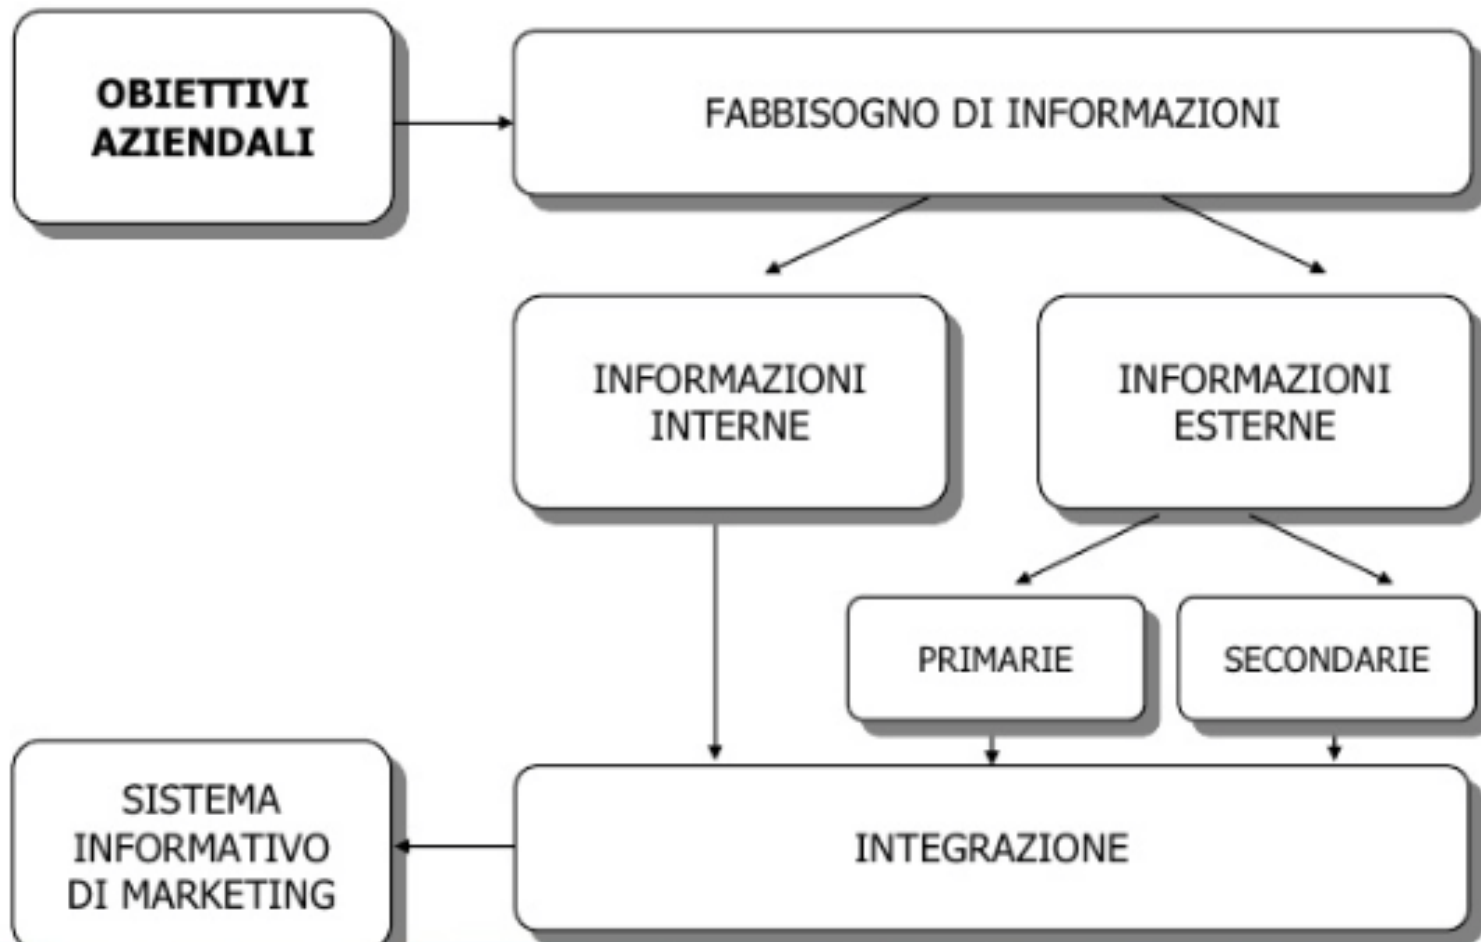 OBIETTIVI
AZIENDALI
FABBISOGNO DI INFORMAZIONI
INFORMAZIONI
INTERNE
INFORMAZIONI
ESTERNE
PRIMARIE
SECONDARIE
SISTEMA
INFORMATIVO
DI MARKETING
INTEGRAZIONE